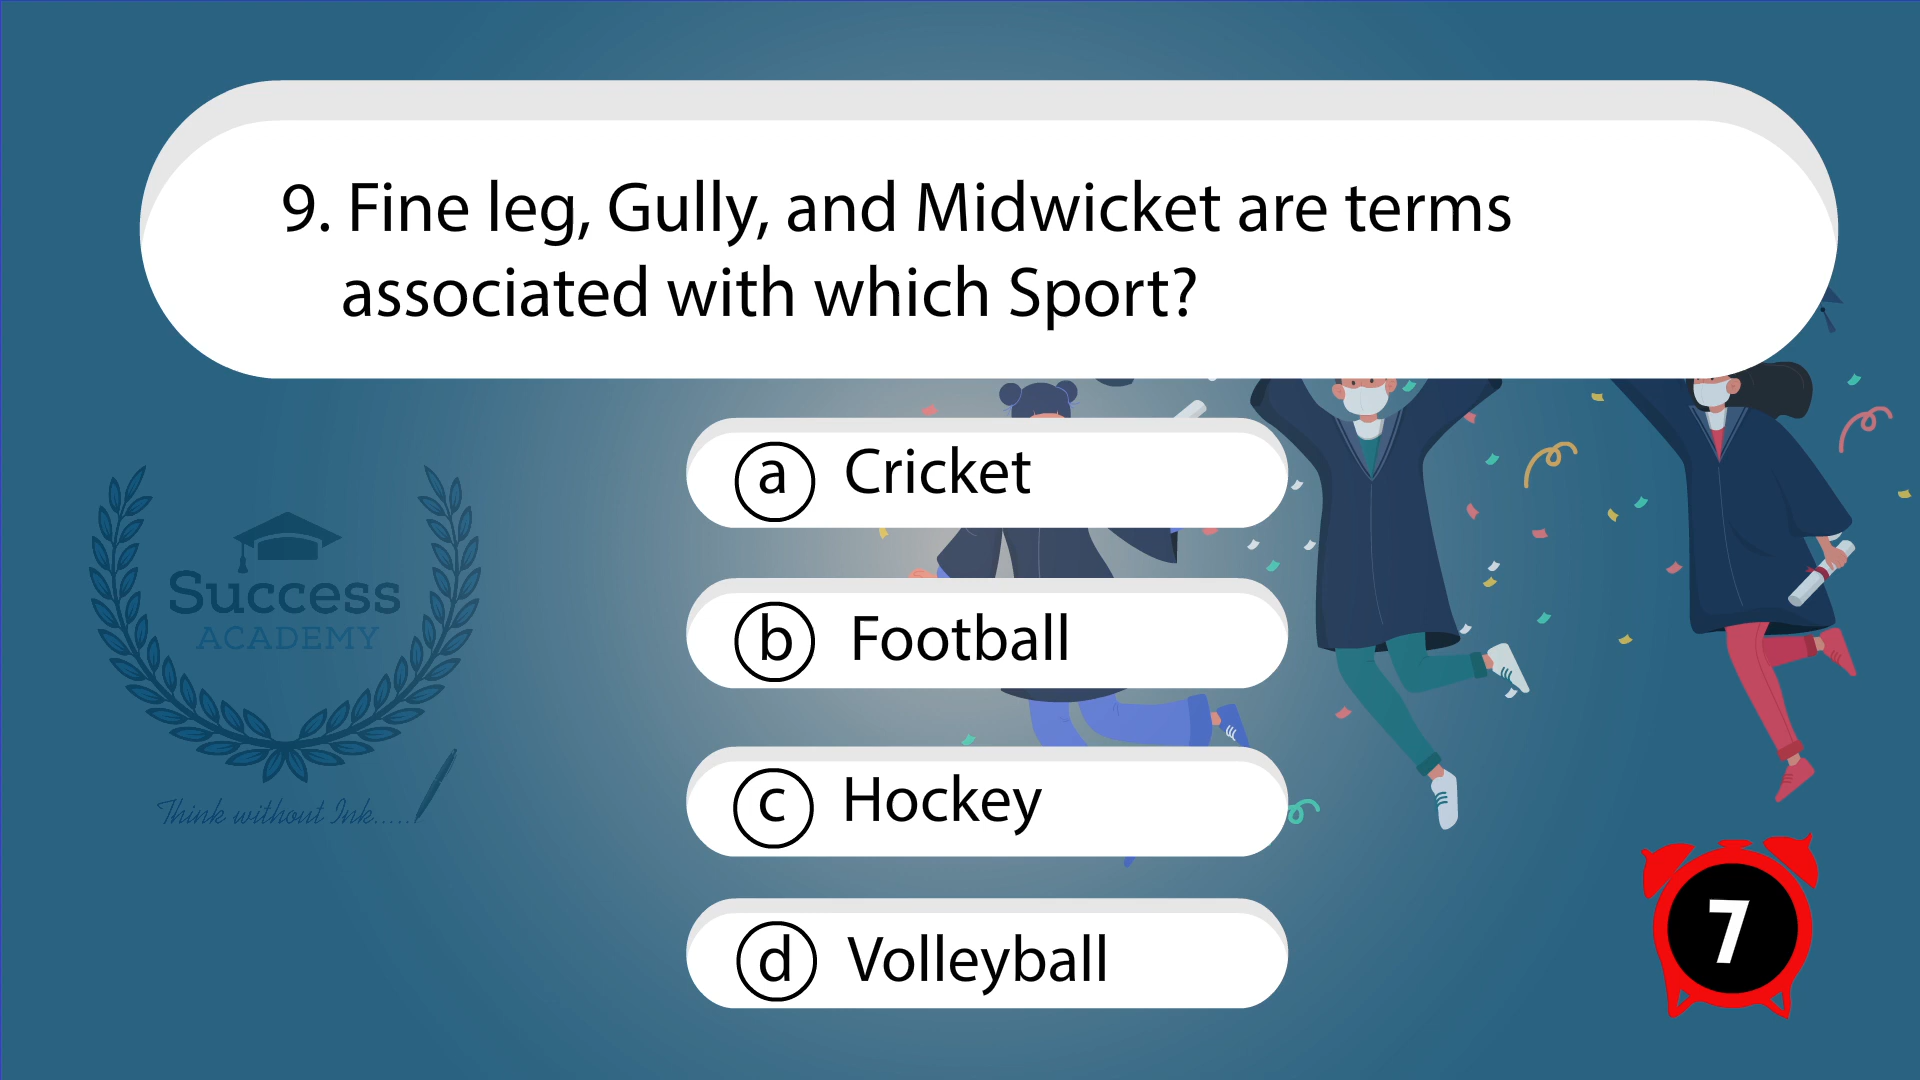 9. Fine leg, Gully, and Midwicket are terms
associated with which Sport?
a Cricket
b Football
c Hockey
d Volleyball
Success
ACADEMY
Think without Ink.....
7